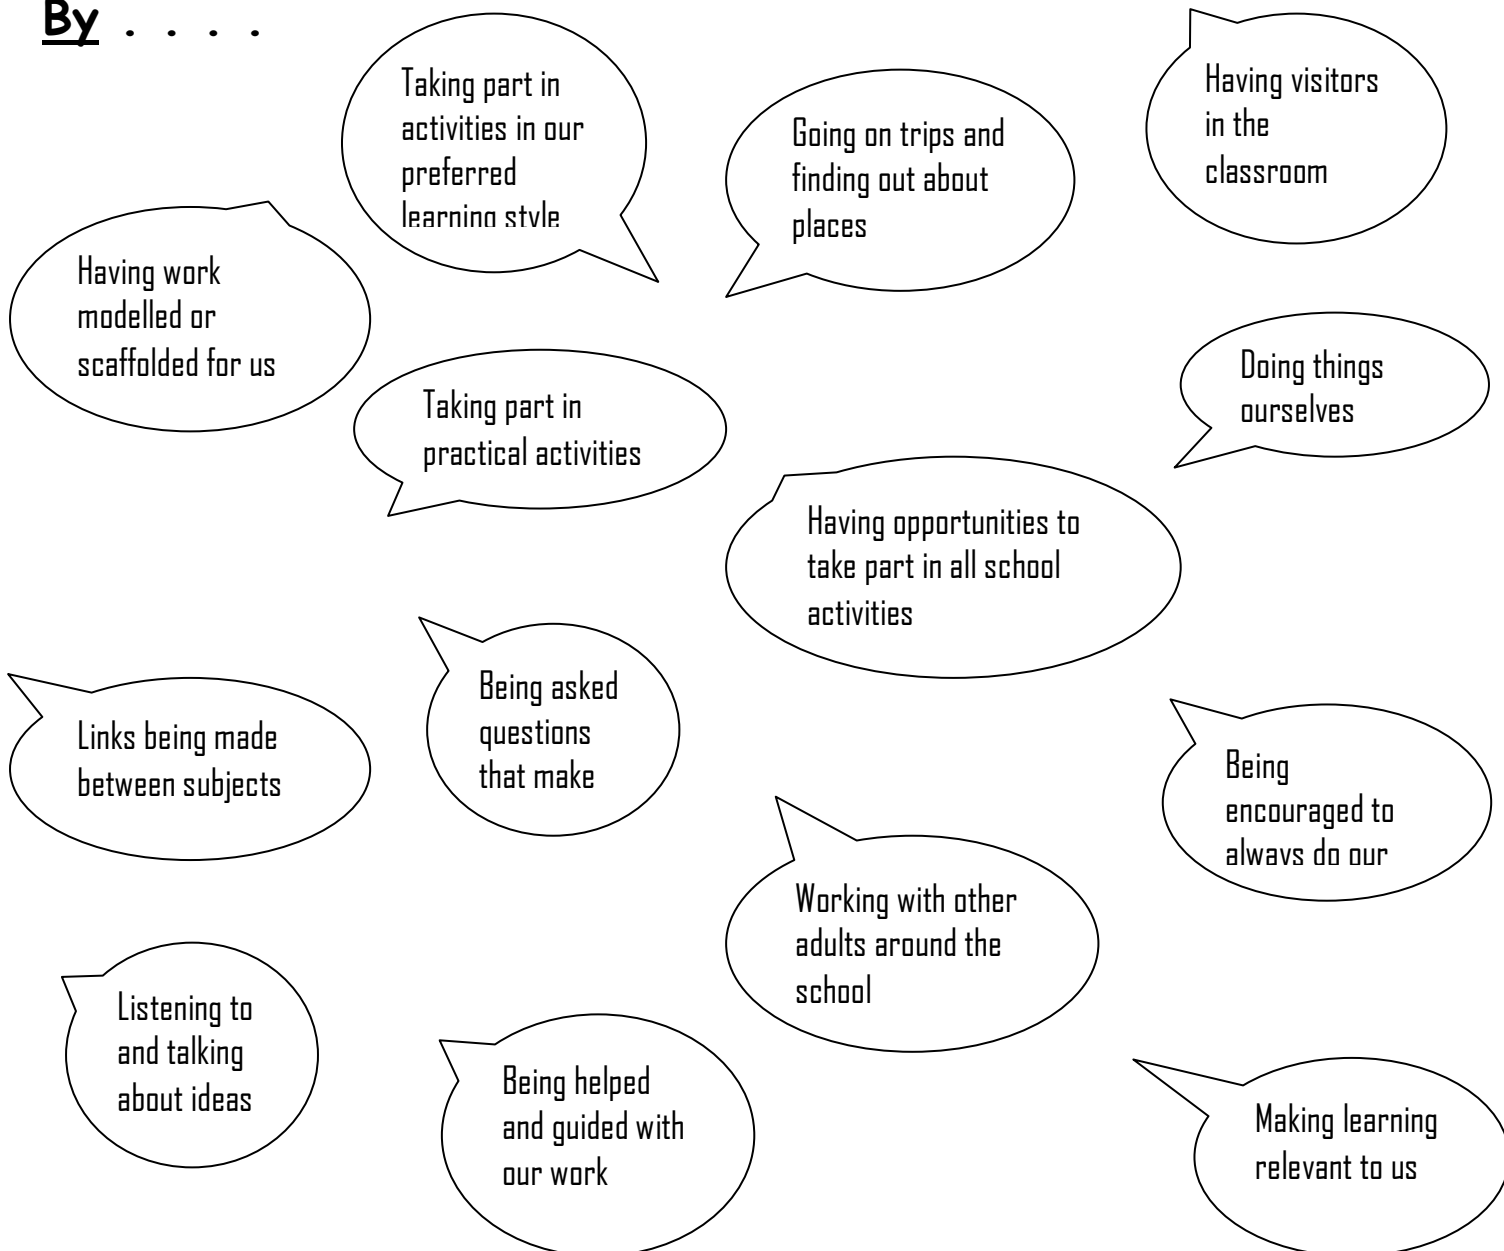 By . . . .
Taking part in
activities in our
preferred
learning style
Going on trips and
finding out about
places
Having visitors
in the
classroom
Having work
modelled or
scaffolded for us
Taking part in
practical activities
Doing things
ourselves
Having opportunities to
take part in all school
activities
Being asked
questions
that make
Links being made
between subjects
Being
encouraged to
always do our
Working with other
adults around the
school
Listening to
and talking
about ideas
Being helped
and guided with
our work
Making learning
relevant to us